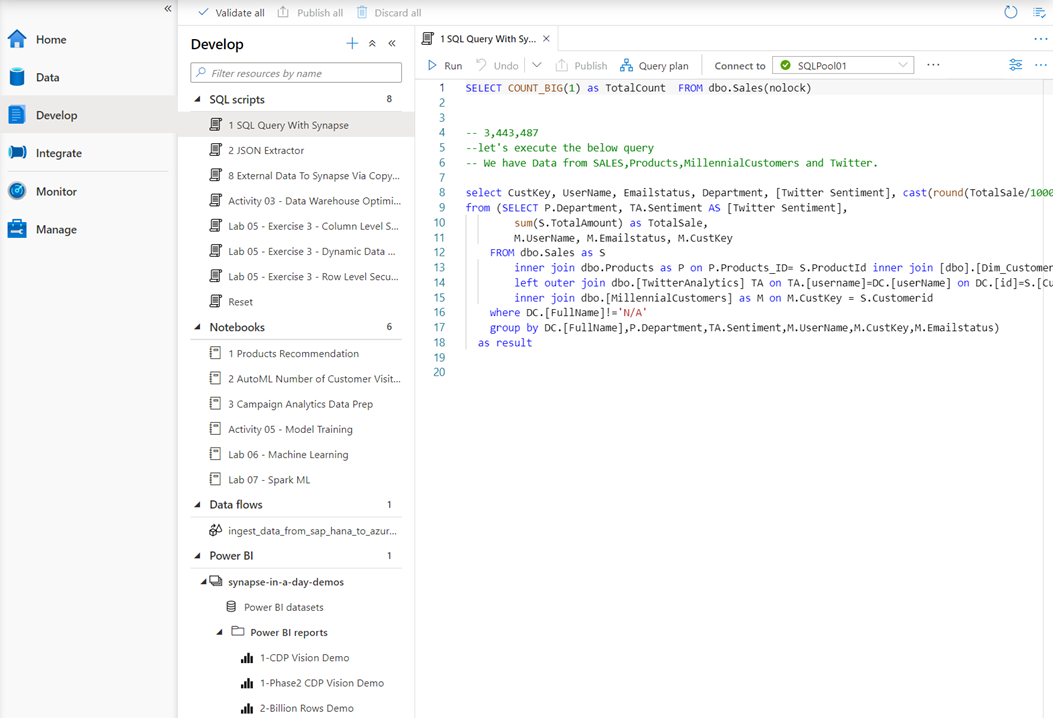 «
Home
Data
Develop
Integrate
Monitor
Manage
Validate all Publish all Discard all
Develop
Filter resources by name
SQL scripts 8
1 SQL Query With Synapse
2 JSON Extractor
8 External Data To Synapse Via Copy...
Activity 03 - Data Warehouse Optimi...
Lab 05 - Exercise 3 - Column Level S...
Lab 05 - Exercise 3 - Dynamic Data ...
Lab 05 - Exercise 3 - Row Level Secu...
Reset
Notebooks 6
1 Products Recommendation
2 AutoML Number of Customer Visit...
3 Campaign Analytics Data Prep
Activity 05 - Model Training
Lab 06 - Machine Learning
Lab 07 - Spark ML
Data flows 1
ingest_data_from_sap_hana_to_azur...
Power BI 1
synapse-in-a-day-demos
Power BI datasets
Power BI reports
1-CDP Vision Demo
1-Phase2 CDP Vision Demo
2-Billion Rows Demo
1 SQL Query With Sy...
Run Undo Publish Query plan Connect to SQLPool01
1 SELECT COUNT_BIG(1) as TotalCount  FROM dbo.Sales(nolock)
2
3
4 -- 3,443,487
5 --let's execute the below query
6 -- We have Data from SALES,Products,MillennialCustomers and Twitter.
7
8 select CustKey, UserName, Emailstatus, Department, [Twitter Sentiment], cast(round(TotalSale/1000
9 from (SELECT P.Department, TA.Sentiment AS [Twitter Sentiment],
10 sum(S.TotalAmount) as TotalSale,
11 M.UserName, M.Emailstatus, M.CustKey
12 FROM dbo.Sales as S
13 inner join dbo.Products as P on P.Products_ID= S.ProductId inner join [dbo].[Dim_Customer
14 left outer join dbo.[TwitterAnalytics] TA on TA.[username]=DC.[userName] on DC.[id]=S.[Cu
15 inner join dbo.[MillennialCustomers] as M on M.CustKey = S.Customerid
16 where DC.[FullName]!='N/A'
17 group by DC.[FullName],P.Department,TA.Sentiment,M.UserName,M.CustKey,M.Emailstatus)
18 as result
19
20